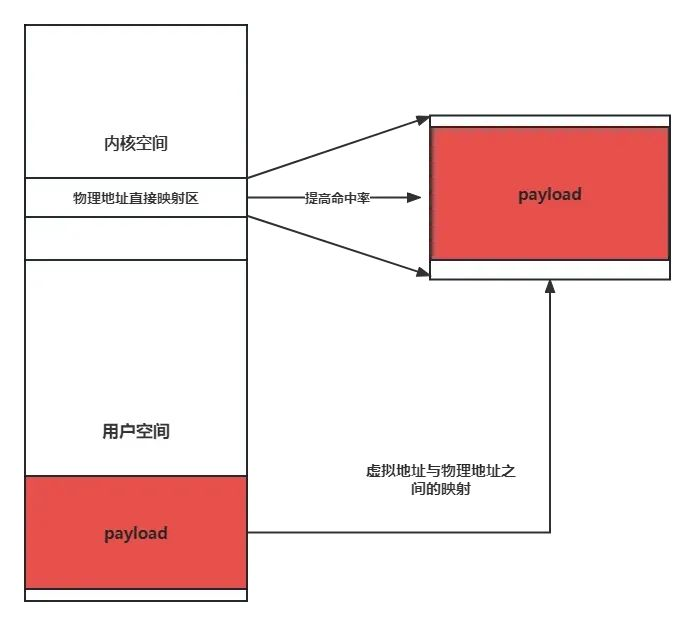 内核空间
物理地址直接映射区
提高命中率
payload
用户空间
虚拟地址与物理地址之
间的映射
payload